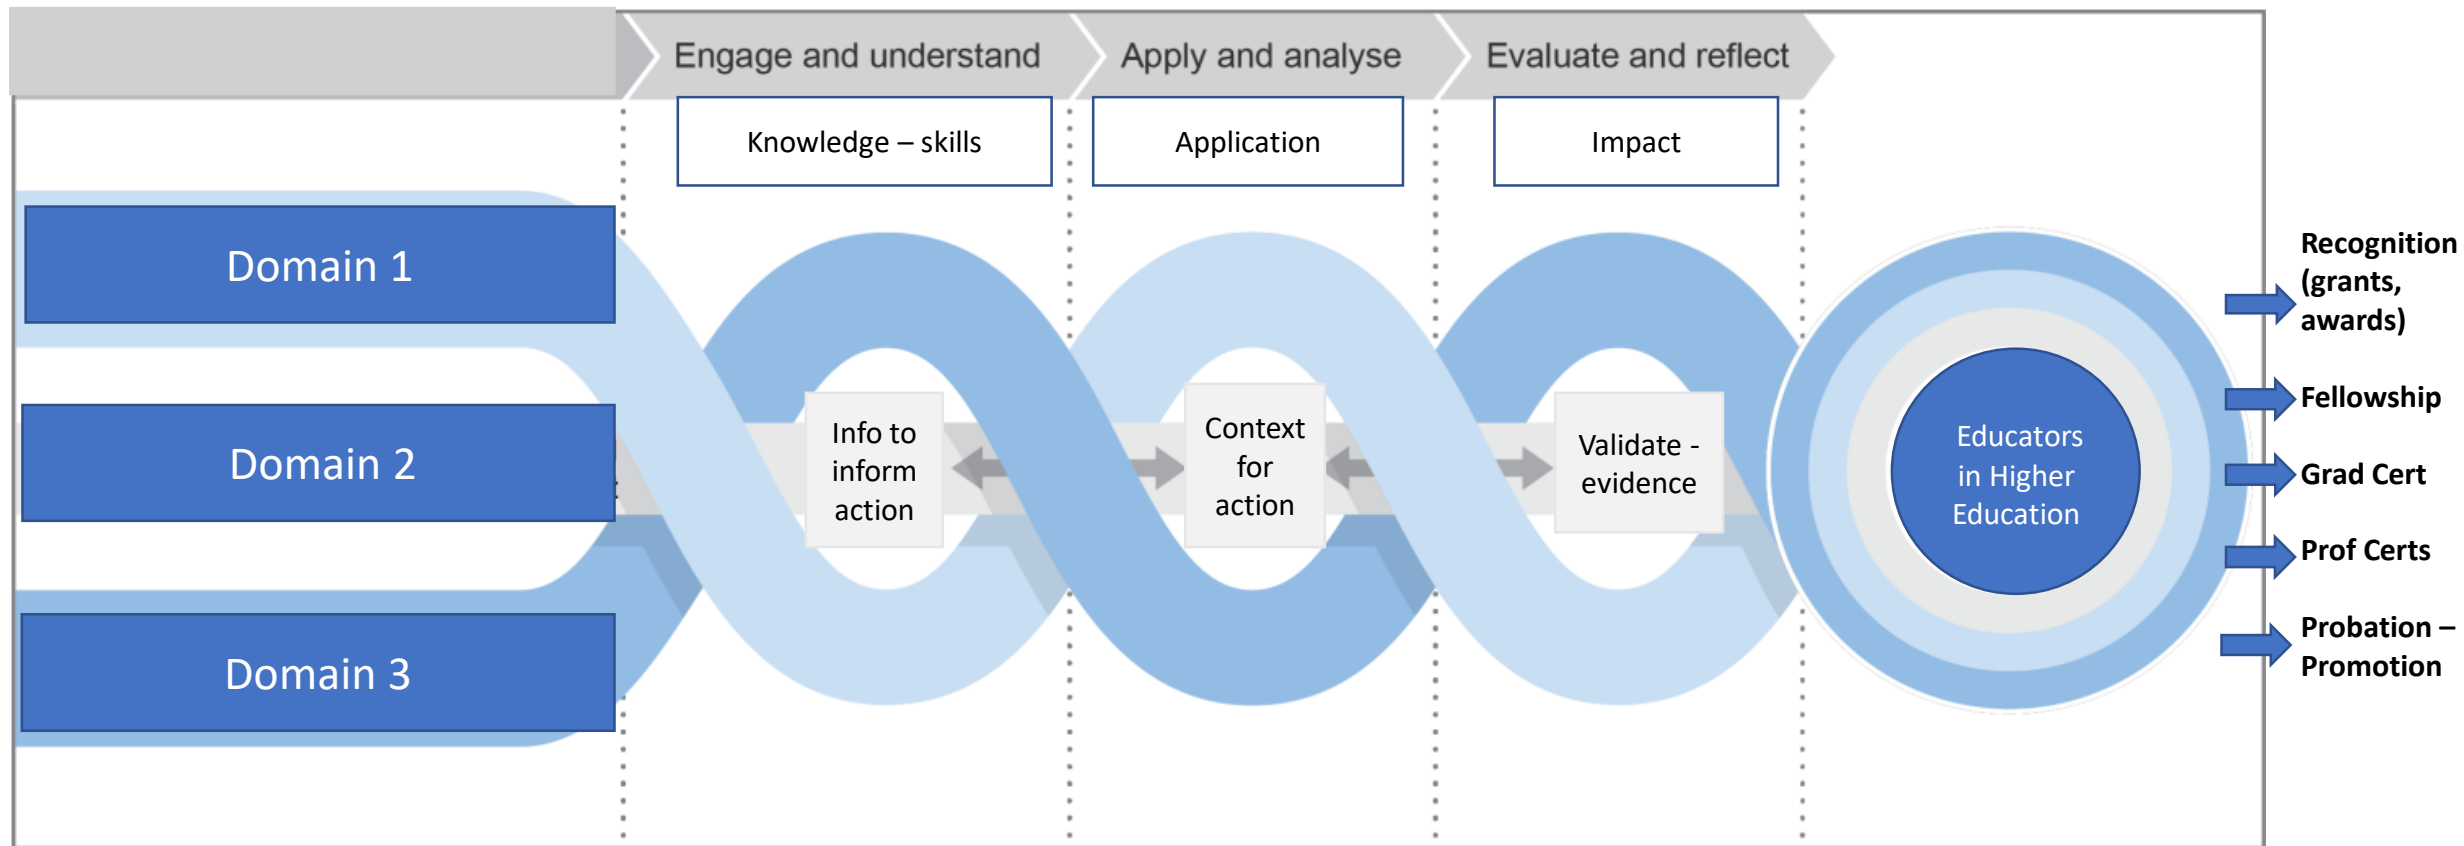 Engage and understand
Apply and analyse
Evaluate and reflect
Knowledge – skills
Application
Impact
Domain 1
Domain 2
Domain 3
Info to
inform
action
Context
for
action
Validate -
evidence
Educators
in Higher
Education
Recognition
(grants,
awards)
Fellowship
Grad Cert
Prof Certs
Probation –
Promotion